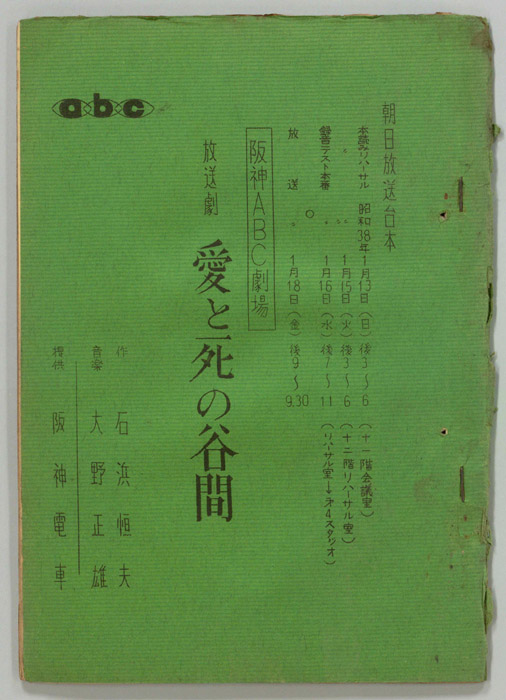 abc
朝日放送台本
本読みリハーサル 昭和38年1月13日(日)後3〜6(十一階会議室)
〃 〃 1月15日(火)後3〜6(十二階リハーサル室)
録音テスト本番 〃 1月16日(水)後7〜11(リハーサル室→第4スタジオ)
放送 〃 1月18日(金)後9〜9.30
阪神ABC劇場
放送劇 愛と死の谷間
作 石浜恒夫
音楽 大野正雄
提供 阪神電車